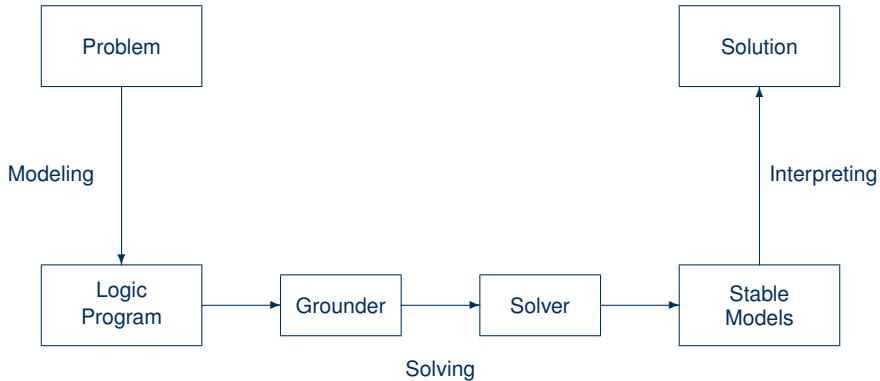 Problem
Solution
Modeling
Interpreting
Logic
Program
Grounder
Solver
Stable
Models
Solving